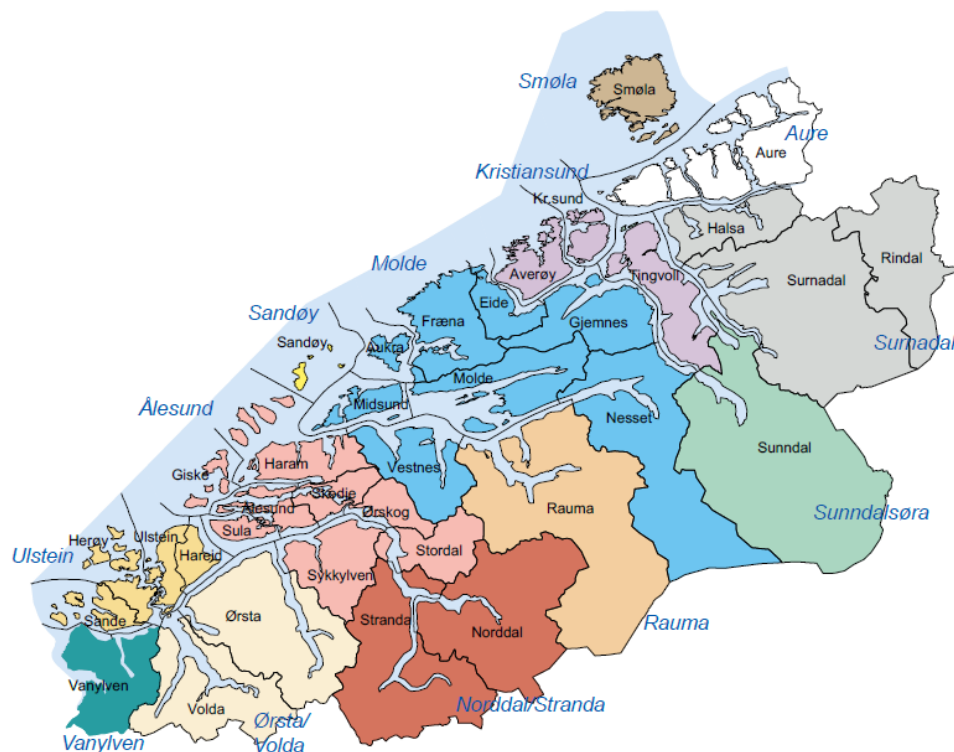 Smøla
Smøla
Aure
Aure
Kristiansund
Kr.sund
Halsa
Rindal
Averøy
Tingvoll
Surnadal
Molde
Eide
Fræna
Gjemnes
Sandøy
Sandøy
Aukra
Surnadal
Molde
Midsund
Ålesund
Nesset
Sunndal
Haram
Vestnes
Giske
Skodje
Ålesund
Ørskog
Rauma
Sunndalsøra
Sula
Ulstein
Herøy
Hareid
Stordal
Ulstein
Sykkylven
Ørsta
Stranda
Sande
Norddal
Rauma
Vanylven
Volda
Norddal/Stranda
Ørsta/
Volda
Vanylven